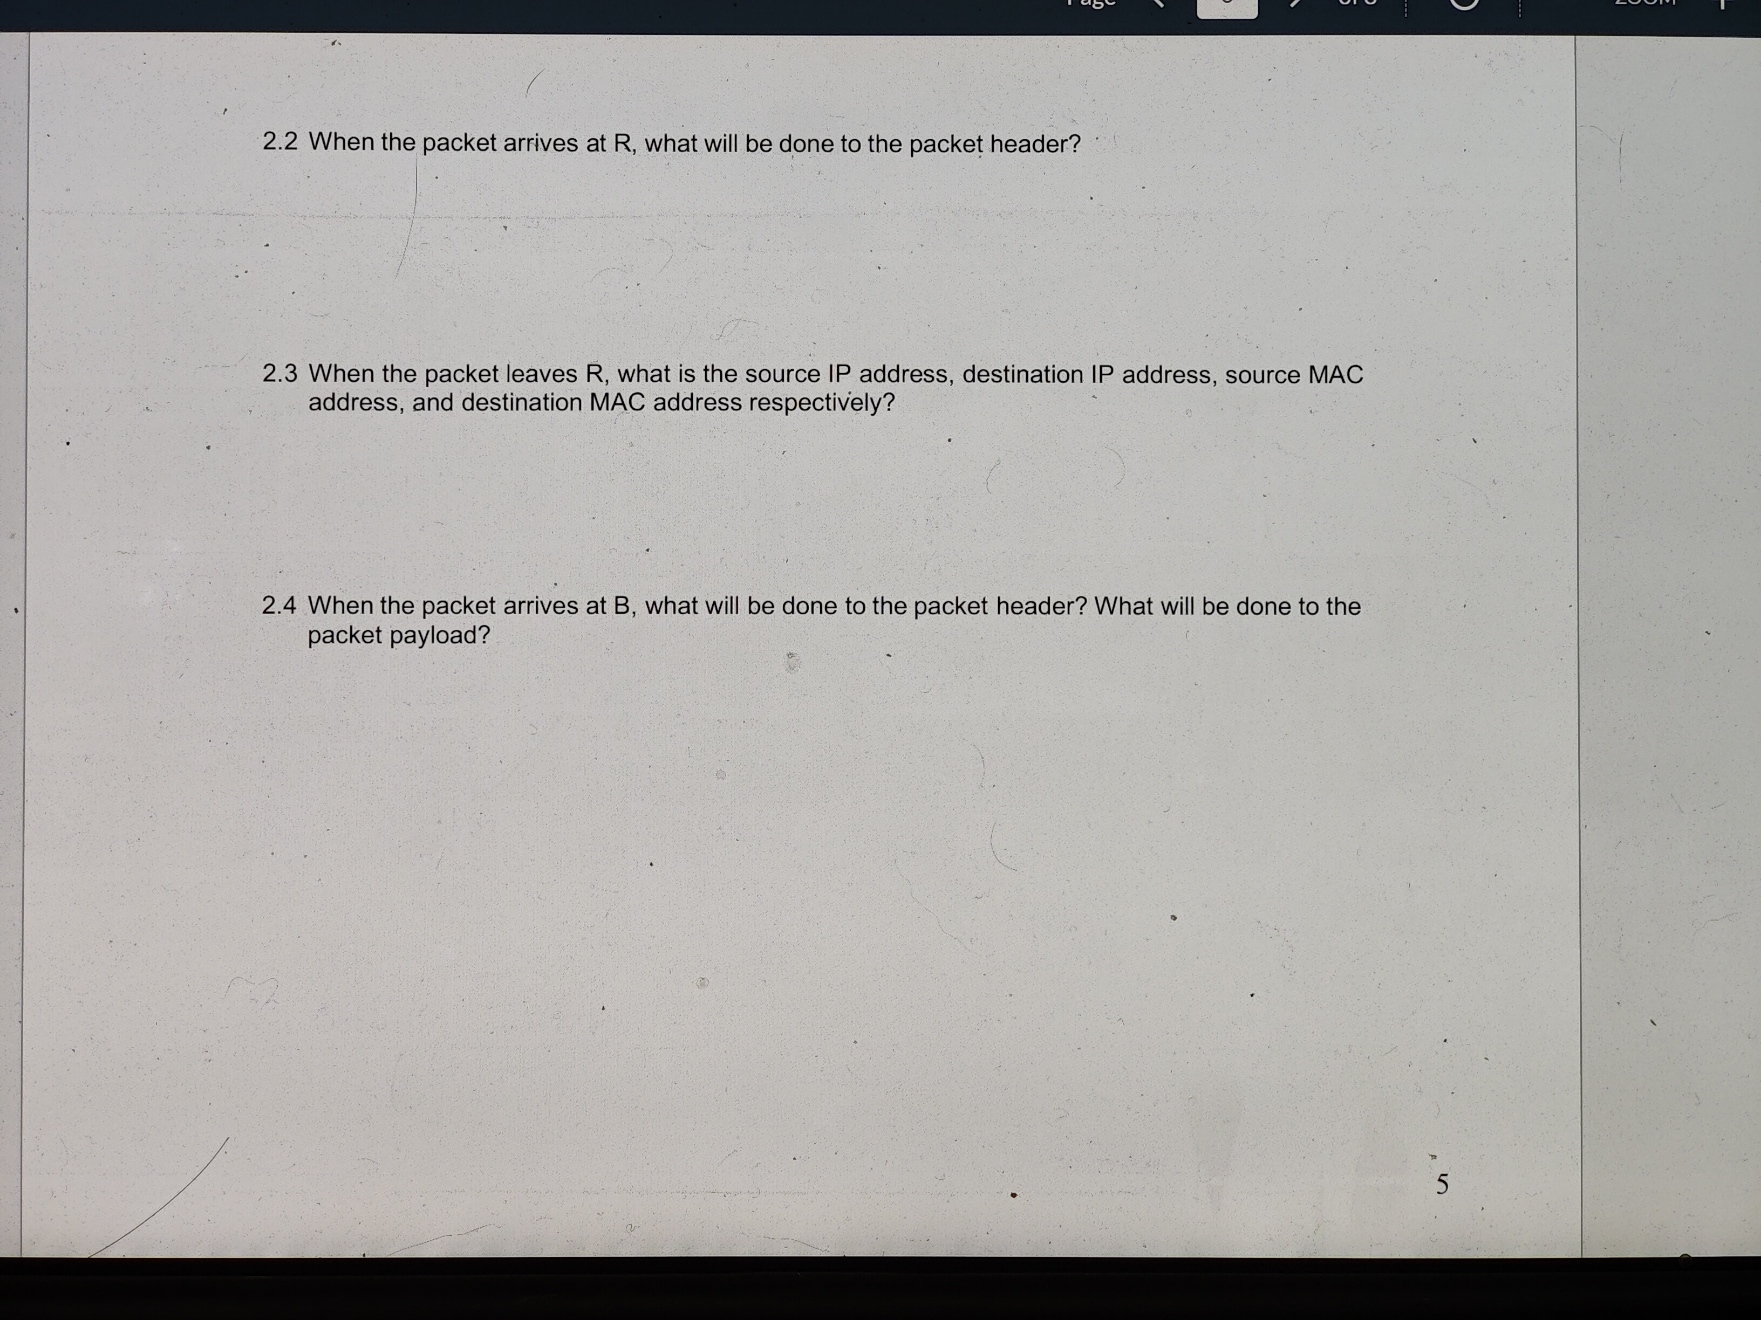 2.2 When the packet arrives at R, what will be done to the packet header?
2.3 When the packet leaves R, what is the source IP address, destination IP address, source MAC
address, and destination MAC address respectively?
2.4 When the packet arrives at B, what will be done to the packet header? What will be done to the
packet payload?
5